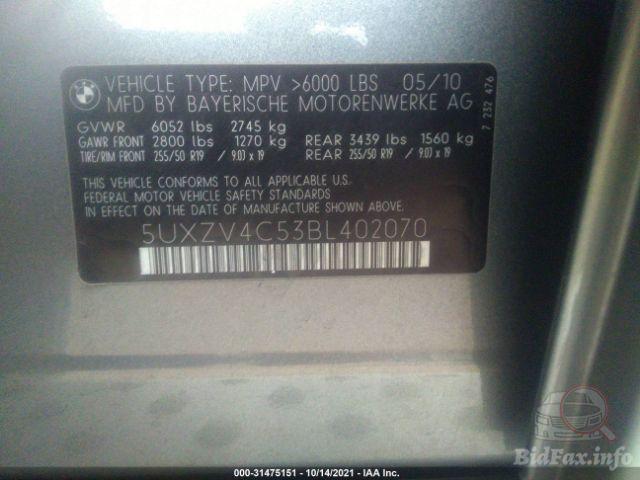 BMW
VEHICLE TYPE: MPV >6000 LBS 05/10
MFD BY BAYERISCHE MOTORENWERKE AG
GVWR 6052 lbs 2745 kg
GAWR FRONT 2800 lbs 1270 kg REAR 3439 lbs 1560 kg
TIRE/RIM FRONT 255/50 R19 / 9.0J x 19 REAR 255/50 R19 / 9.0J x 19
THIS VEHICLE CONFORMS TO ALL APPLICABLE U.S.
FEDERAL MOTOR VEHICLE SAFETY STANDARDS
IN EFFECT ON THE DATE OF MANUFACTURE SHOWN ABOVE.
5UXZV4C53BL402070
7 232 476
BidFax.info
000-31475151 - 10/14/2021 - IAA Inc.